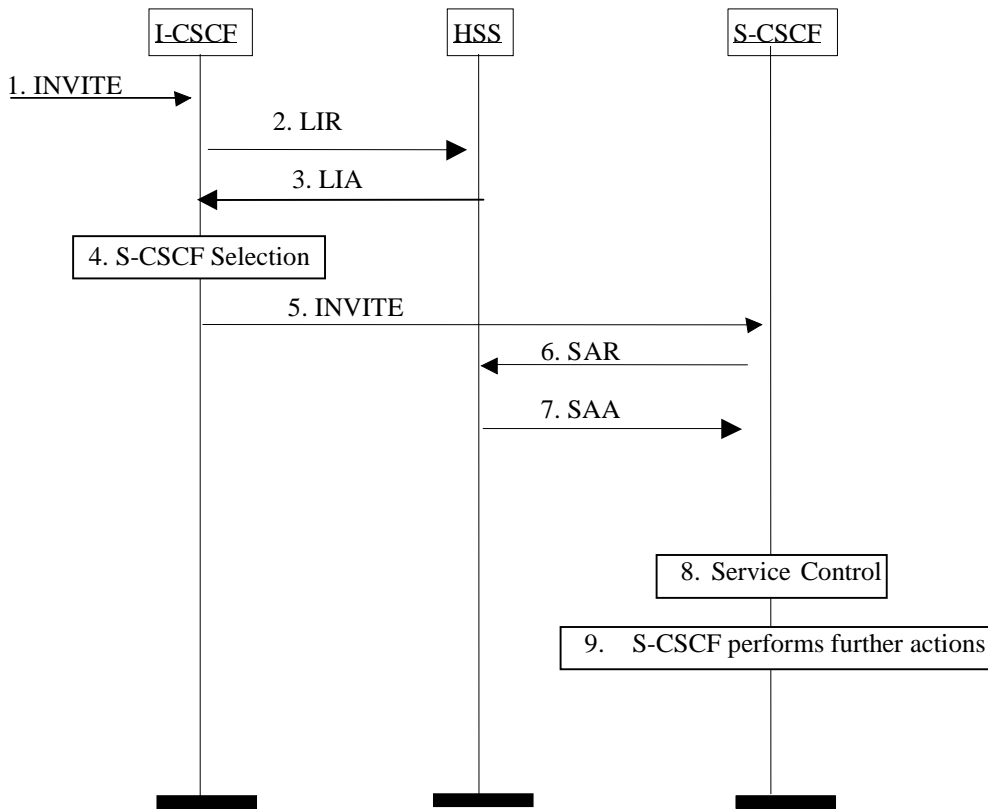 I-CSCF
HSS
S-CSCF
1. INVITE
2. LIR
3. LIA
4. S-CSCF Selection
5. INVITE
6. SAR
7. SAA
8. Service Control
9. S-CSCF performs further actions